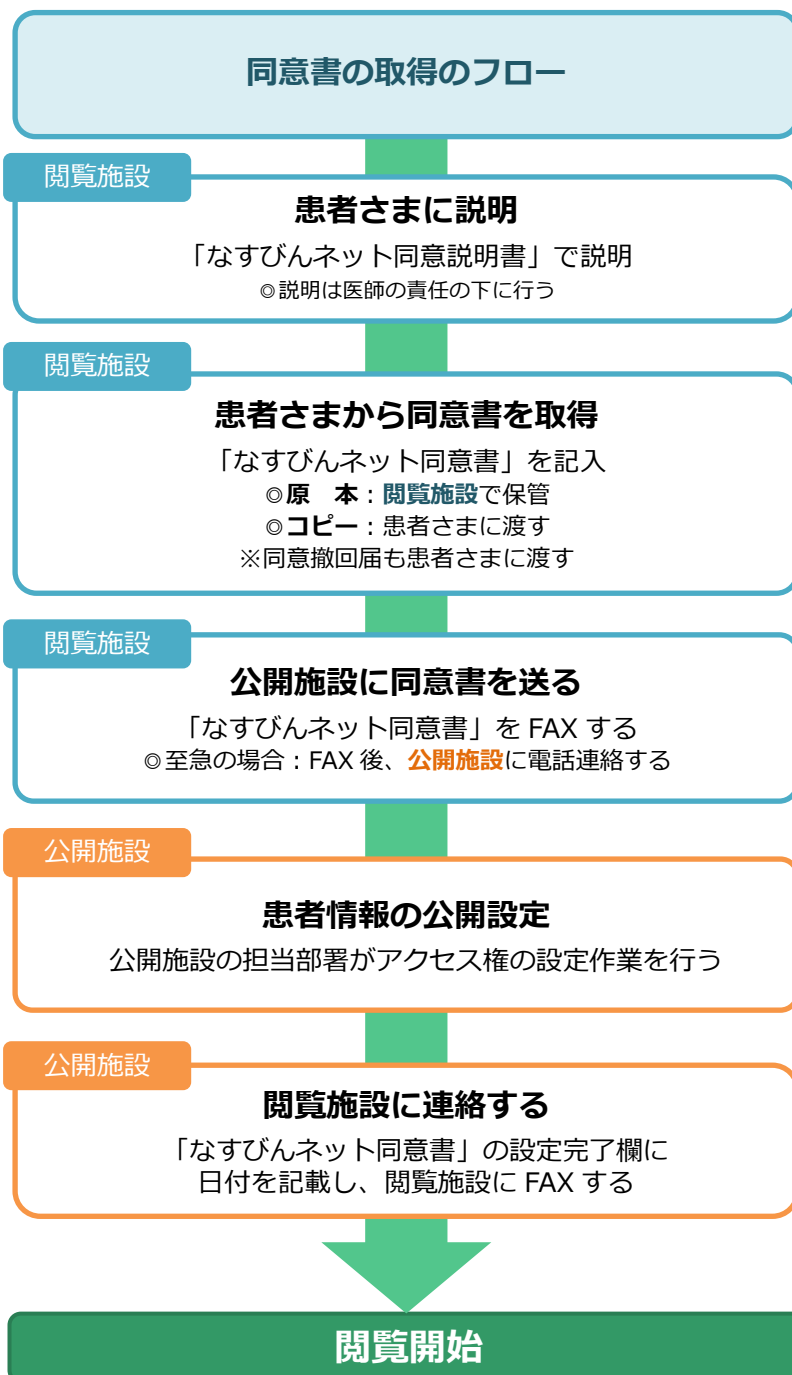 同意書の取得のフロー
閲覧施設
患者さまに説明
「なすびんネット同意説明書」で説明
◎説明は医師の責任の下に行う
閲覧施設
患者さまから同意書を取得
「なすびんネット同意書」を記入
◎原　本：閲覧施設で保管
◎コピー：患者さまに渡す
※同意撤回届も患者さまに渡す
閲覧施設
公開施設に同意書を送る
「なすびんネット同意書」を FAX する
◎至急の場合：FAX 後、公開施設に電話連絡する
公開施設
患者情報の公開設定
公開施設の担当部署がアクセス権の設定作業を行う
公開施設
閲覧施設に連絡する
「なすびんネット同意書」の設定完了欄に
日付を記載し、閲覧施設に FAX する
閲覧開始